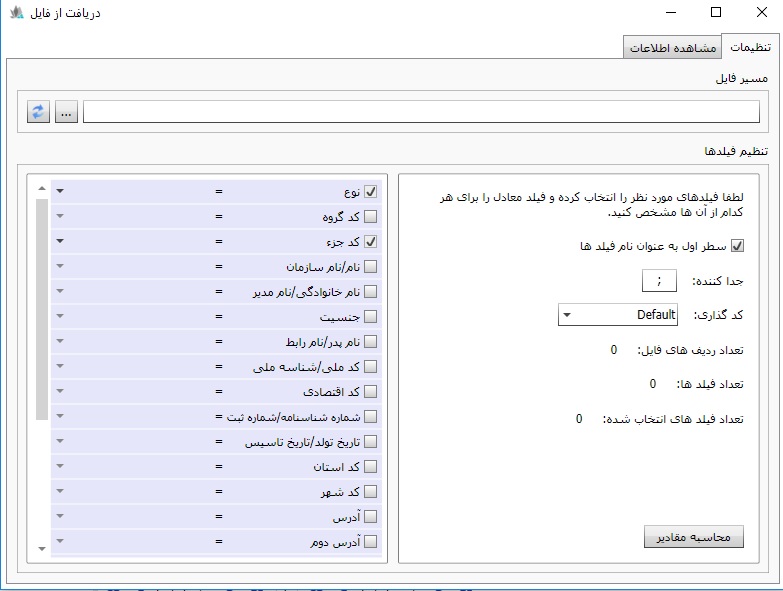 دریافت از فایل
تنظیمات
مشاهده اطلاعات
مسیر فایل
...
تنظیم فیلدها
لطفا فیلدهای مورد نظر را انتخاب کرده و فیلد معادل را برای هر
کدام از آن ها مشخص کنید.
سطر اول به عنوان نام فیلد ها
جدا کننده: ;
کد گذاری: Default
تعداد ردیف های فایل: 0
تعداد فیلد ها: 0
تعداد فیلد های انتخاب شده: 0
محاسبه مقادیر
نوع =
کد گروه =
کد جزء =
نام/نام سازمان =
نام خانوادگی/نام مدیر =
جنسیت =
نام پدر/نام رابط =
کد ملی/شناسه ملی =
کد اقتصادی =
شماره شناسنامه/شماره ثبت =
تاریخ تولد/تاریخ تاسیس =
کد استان =
کد شهر =
آدرس =
آدرس دوم =